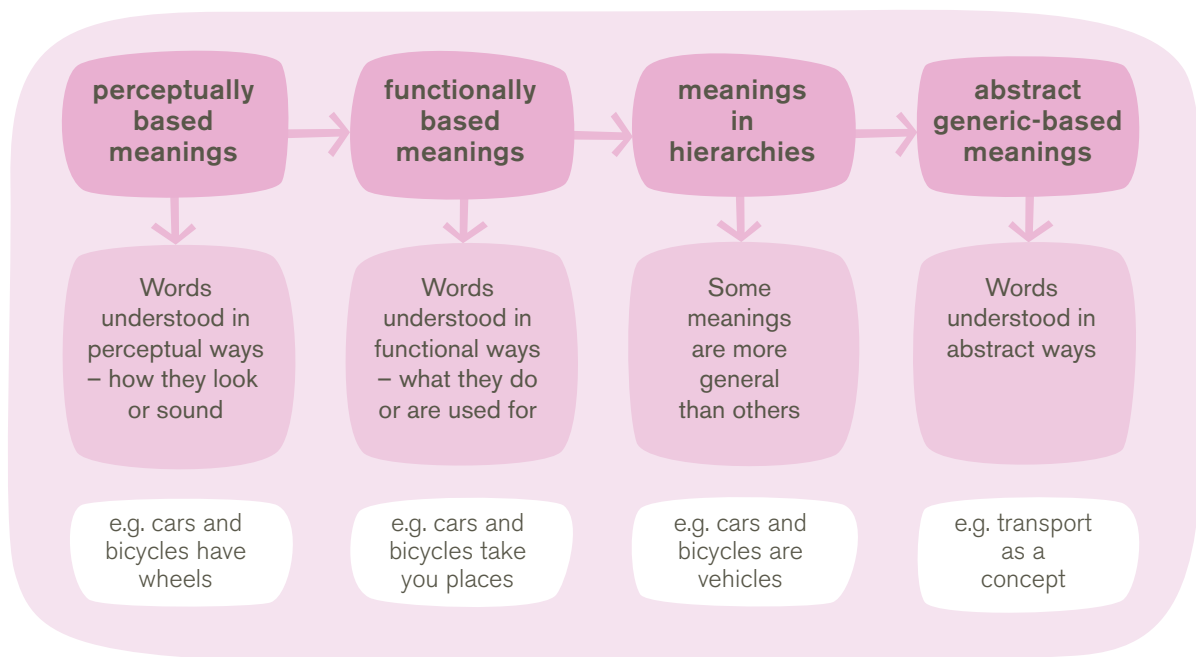 perceptually
based
meanings
functionally
based
meanings
meanings
in
hierarchies
abstract
generic-based
meanings
Words
understood in
perceptual ways
– how they look
or sound
Words
understood in
functional ways
– what they do
or are used for
Some
meanings
are more
general
than others
Words
understood in
abstract ways
e.g. cars and
bicycles have
wheels
e.g. cars and
bicycles take
you places
e.g. cars and
bicycles are
vehicles
e.g. transport
as a
concept